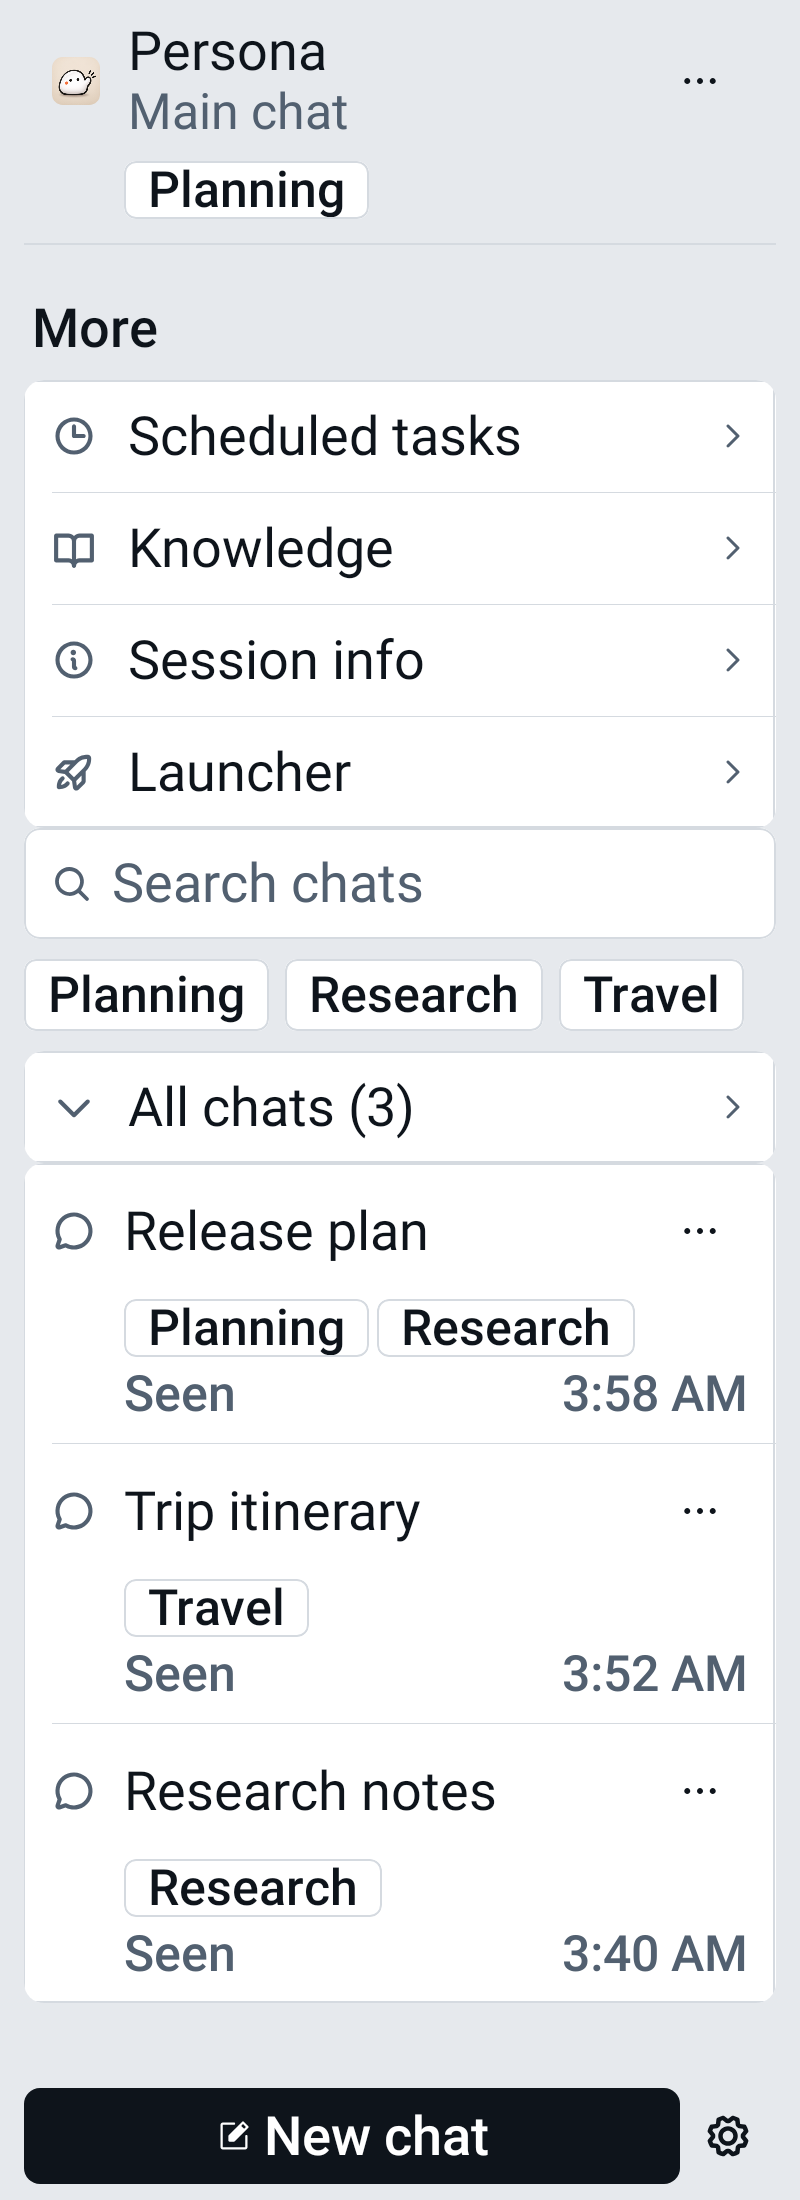 Persona
Main chat
Planning
More
Scheduled tasks
Knowledge
Session info
Launcher
Search chats
Planning Research Travel
All chats (3)
Release plan
Planning Research
Seen 3:58 AM
Trip itinerary
Travel
Seen 3:52 AM
Research notes
Research
Seen 3:40 AM
New chat